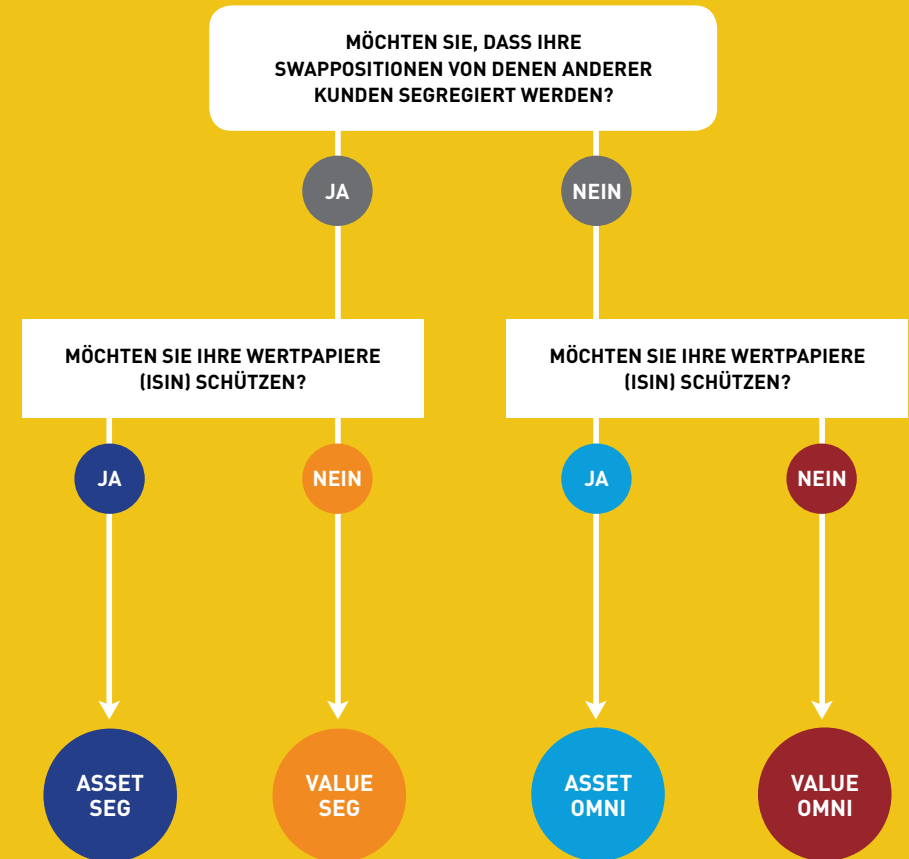 MÖCHTEN SIE, DASS IHRE
SWAPPOSITIONEN VON DENEN ANDERER
KUNDEN SEGREGIERT WERDEN?
JA
NEIN
MÖCHTEN SIE IHRE WERTPAPIERE
(ISIN) SCHÜTZEN?
MÖCHTEN SIE IHRE WERTPAPIERE
(ISIN) SCHÜTZEN?
JA
NEIN
JA
NEIN
ASSET
SEG
VALUE
SEG
ASSET
OMNI
VALUE
OMNI